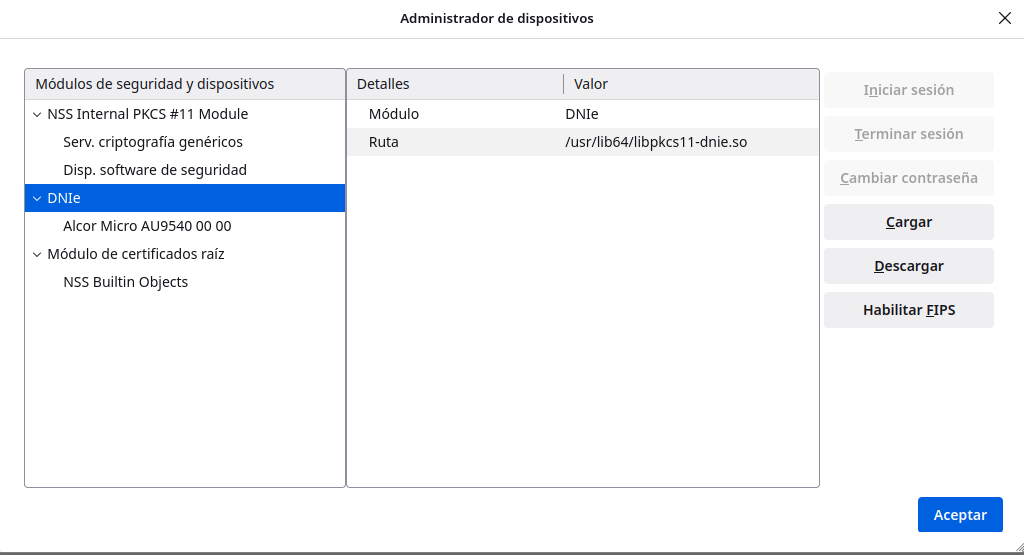 Administrador de dispositivos
Módulos de seguridad y dispositivos
NSS Internal PKCS #11 Module
Serv. criptografía genéricos
Disp. software de seguridad
DNIe
Alcor Micro AU9540 00 00
Módulo de certificados raíz
NSS Builtin Objects
Detalles Valor
Módulo DNIe
Ruta /usr/lib64/libpkcs11-dnie.so
Iniciar sesión
Terminar sesión
Cambiar contraseña
Cargar
Descargar
Habilitar FIPS
Aceptar